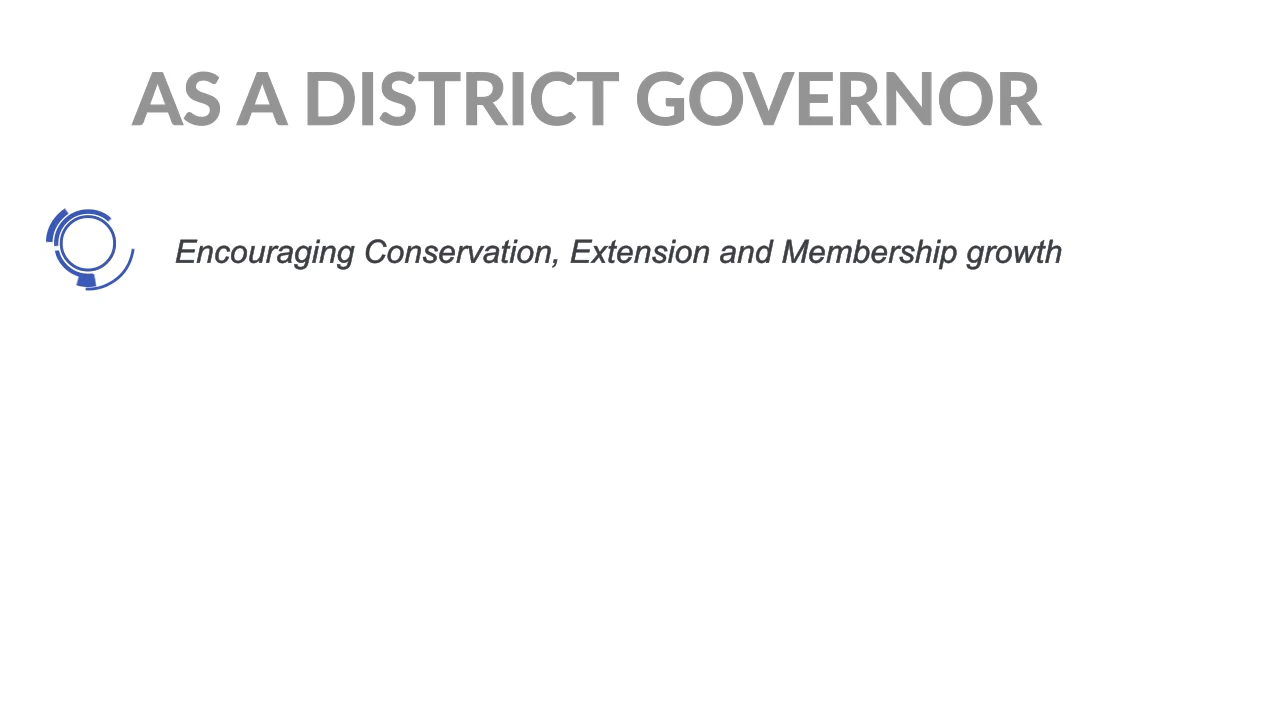 AS A DISTRICT GOVERNOR
Encouraging Conservation, Extension and Membership growth